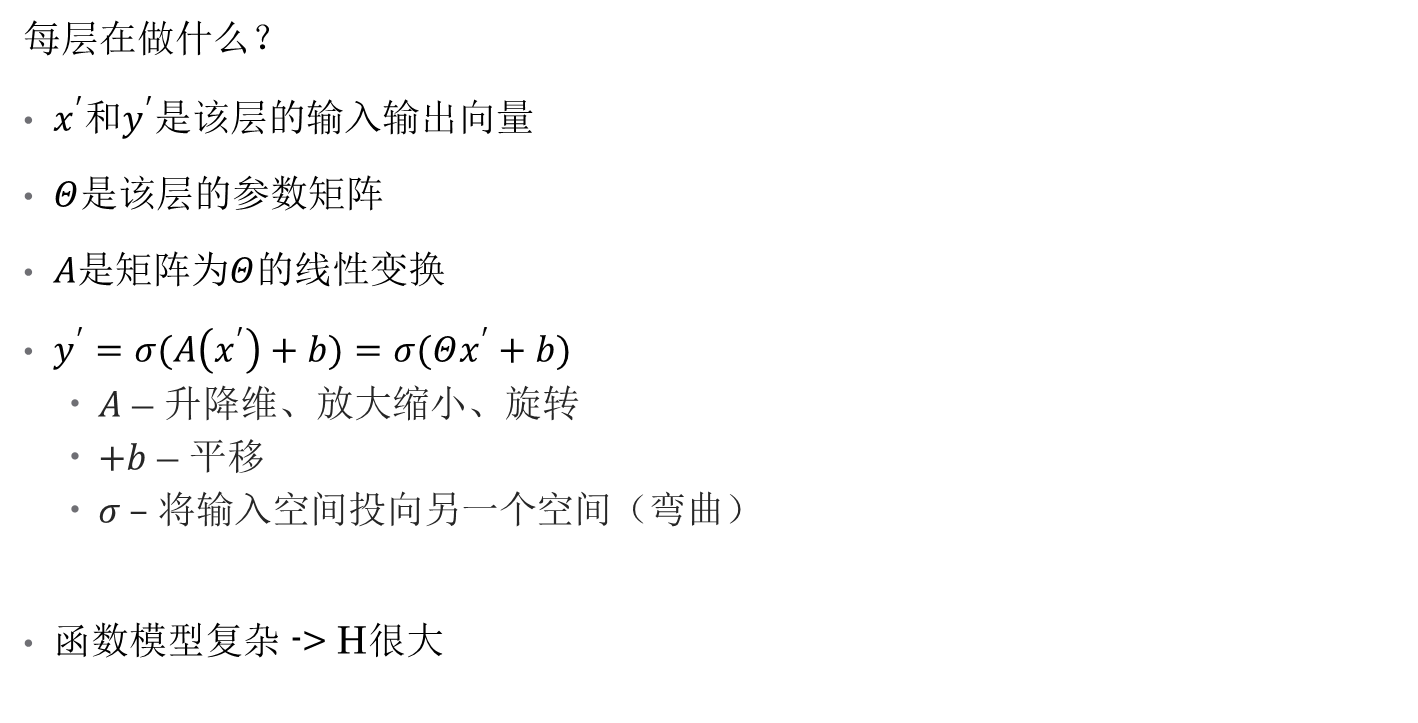 每层在做什么？
• x′和y′是该层的输入输出向量
• Θ是该层的参数矩阵
• A是矩阵为Θ的线性变换
• y′ = σ(A(x′) + b) = σ(Θx′ + b)
• A – 升降维、放大缩小、旋转
• +b – 平移
• σ – 将输入空间投向另一个空间（弯曲）
• 函数模型复杂 -> H很大